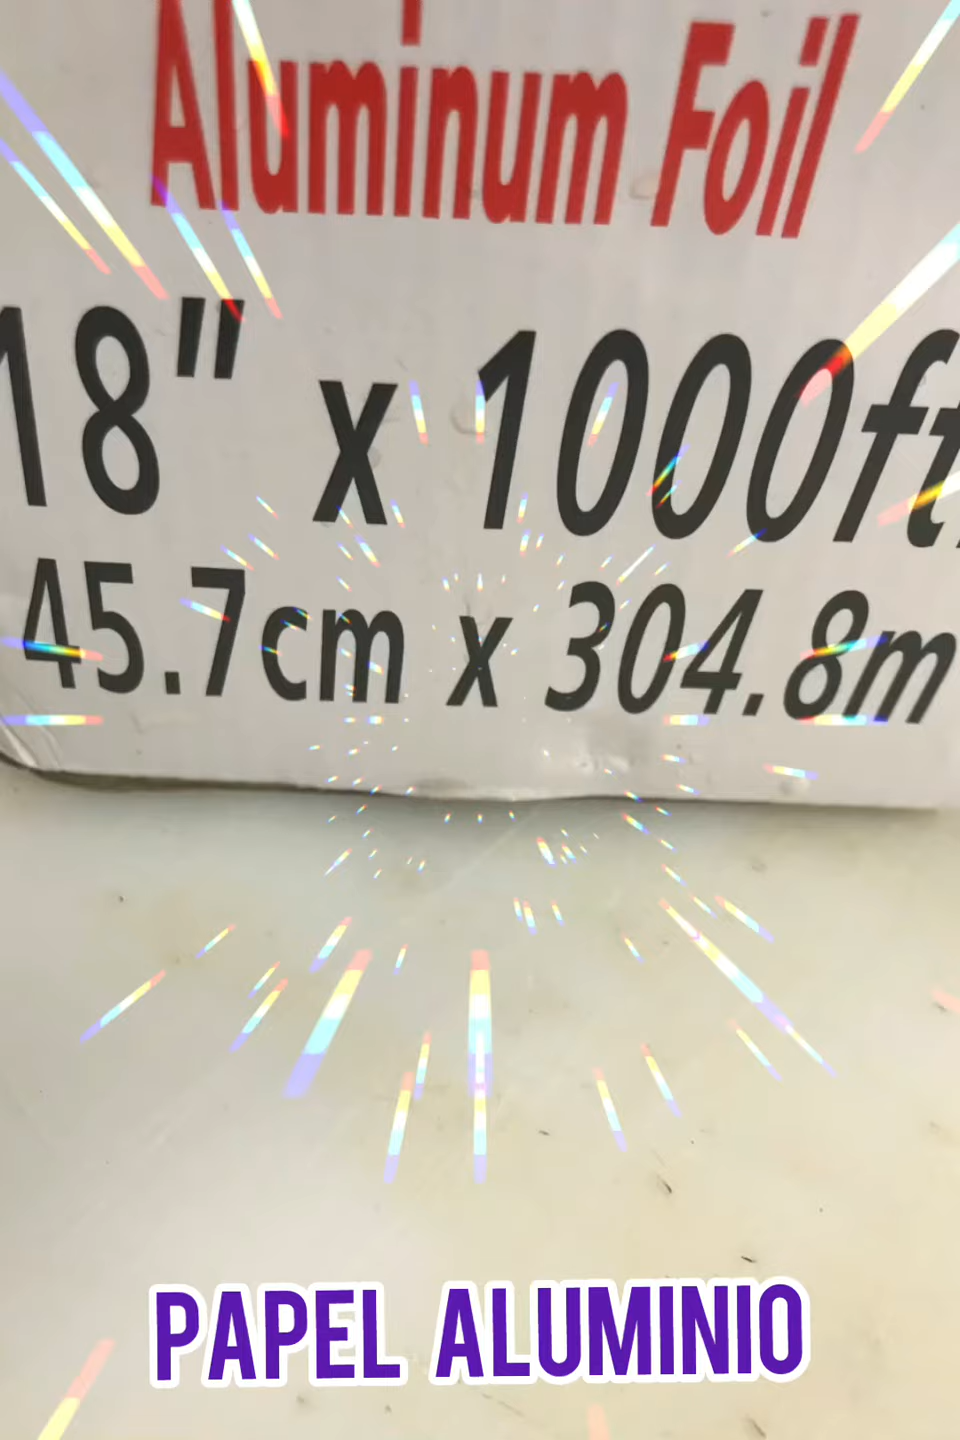 Aluminum Foil
18" x 1000ft
45.7cm x 304.8m
PAPEL ALUMINIO